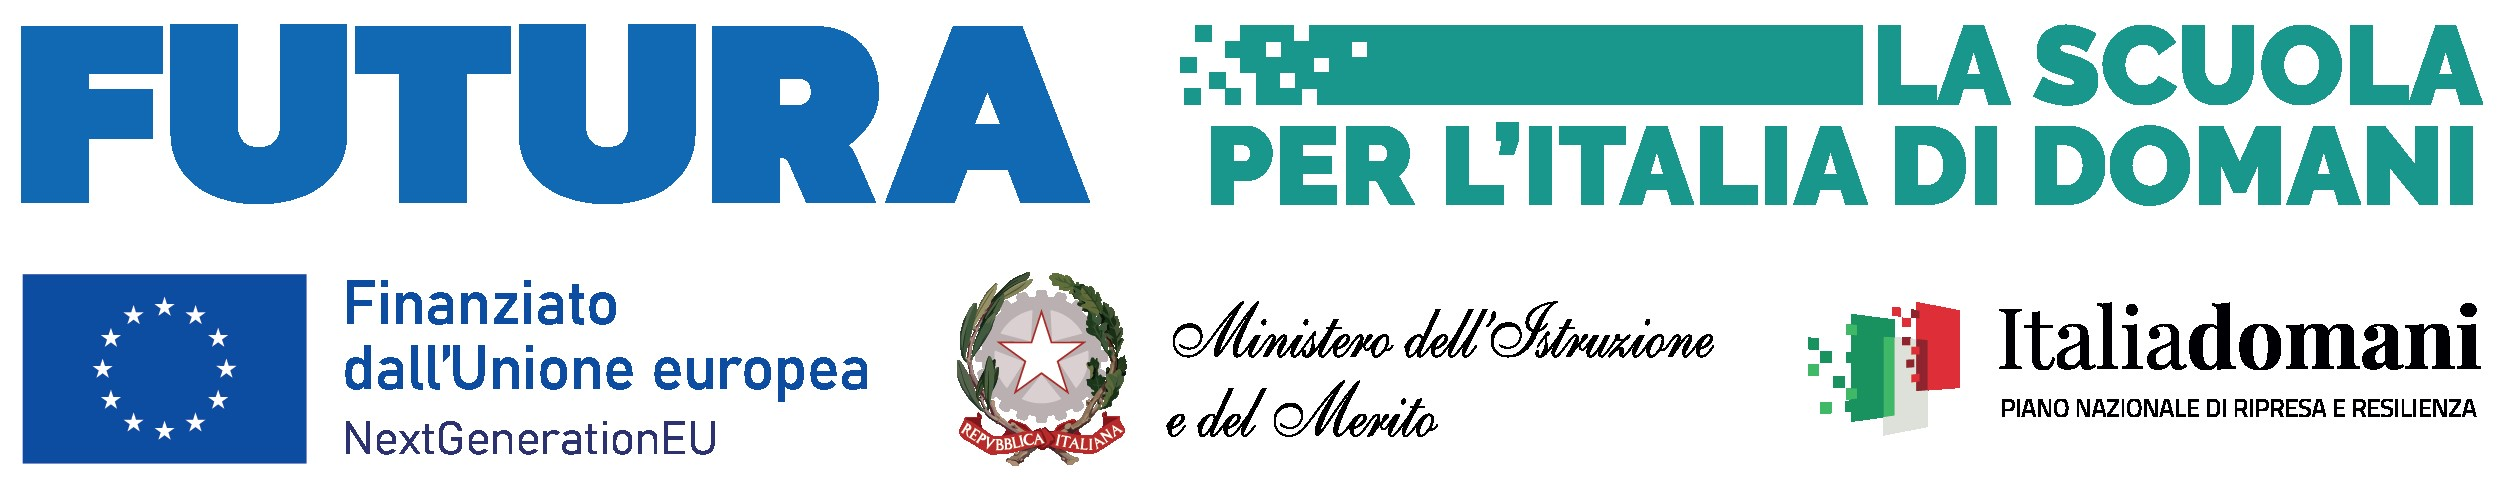 FUTURA
LA SCUOLA
PER L'ITALIA DI DOMANI
Finanziato
dall'Unione europea
NextGenerationEU
REPVBBLICA ITALIANA
Ministero dell'Istruzione
e del Merito
Italiadomani
PIANO NAZIONALE DI RIPRESA E RESILIENZA